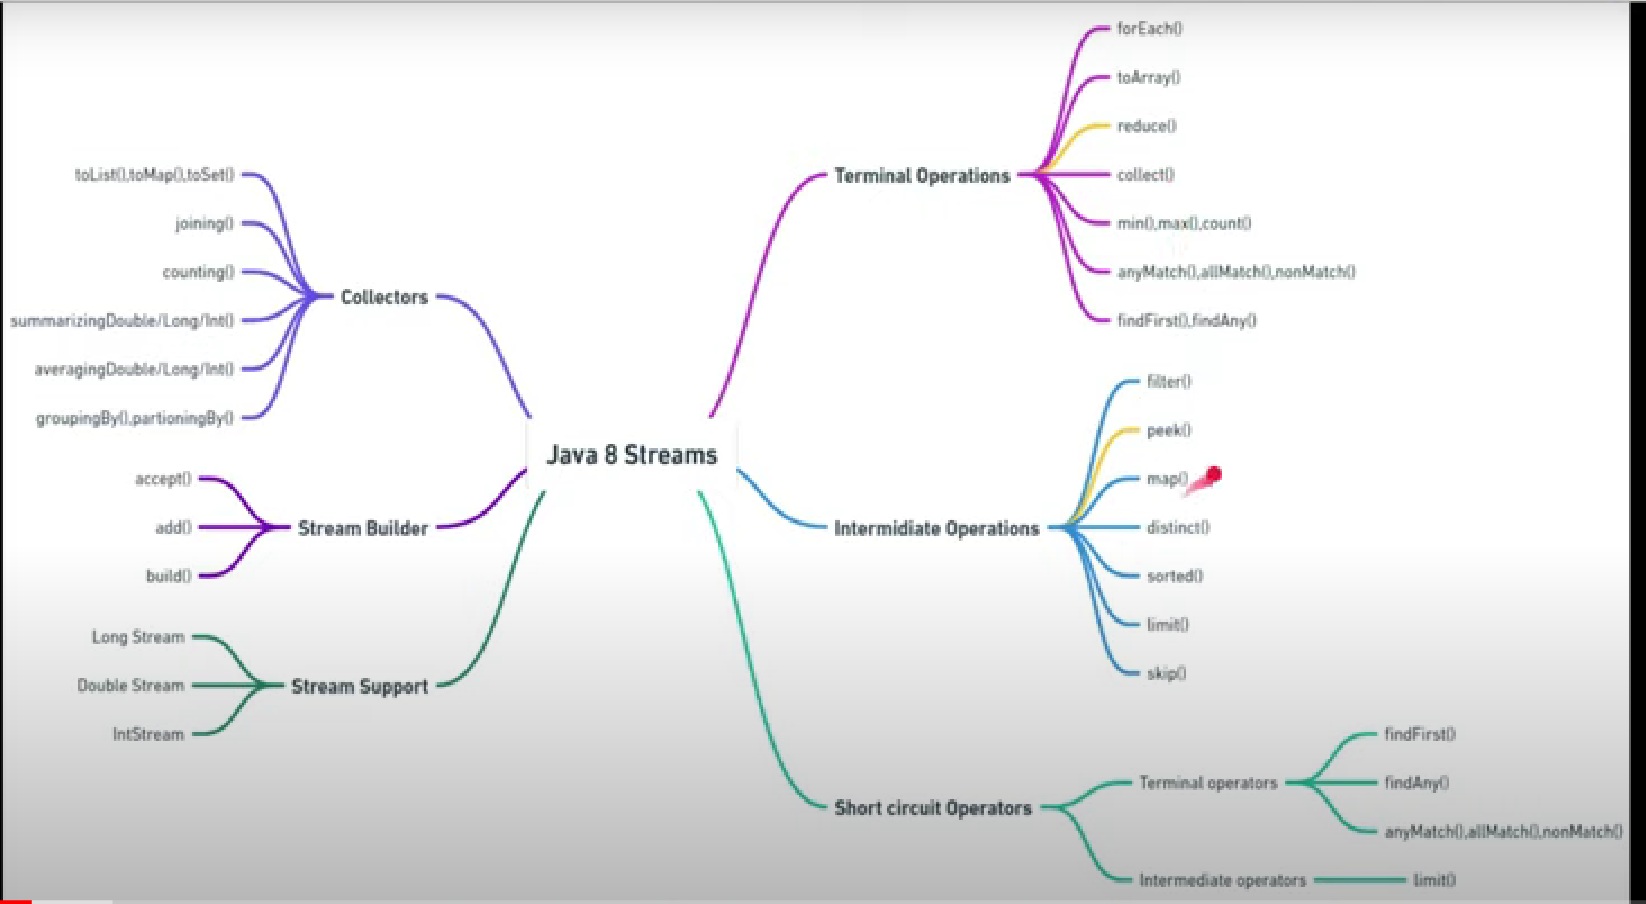 Java 8 Streams
Terminal Operations
forEach()
toArray()
reduce()
collect()
min(),max(),count()
anyMatch(),allMatch(),nonMatch()
findFirst(),findAny()
Intermidiate Operations
filter()
peek()
map()
distinct()
sorted()
limit()
skip()
Short circuit Operators
Terminal operators
findFirst()
findAny()
anyMatch(),allMatch(),nonMatch()
Intermediate operators
limit()
Collectors
toList(),toMap(),toSet()
joining()
counting()
summarizingDouble/Long/Int()
averagingDouble/Long/Int()
groupingBy(),partioningBy()
Stream Builder
accept()
add()
build()
Stream Support
Long Stream
Double Stream
IntStream